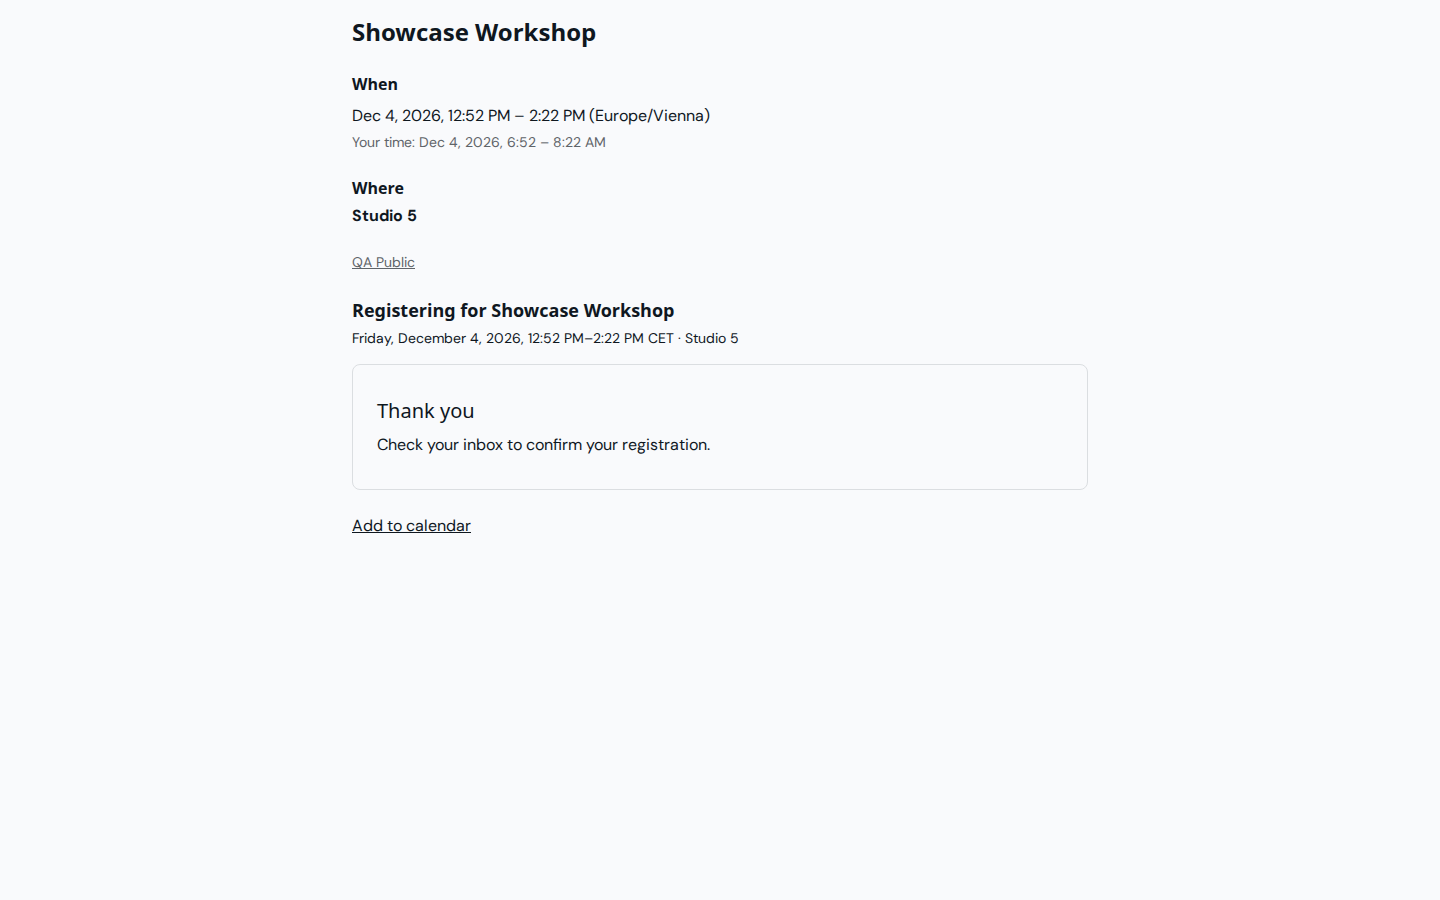 Showcase Workshop
When
Dec 4, 2026, 12:52 PM – 2:22 PM (Europe/Vienna)
Your time: Dec 4, 2026, 6:52 – 8:22 AM
Where
Studio 5
QA Public
Registering for Showcase Workshop
Friday, December 4, 2026, 12:52 PM–2:22 PM CET · Studio 5
Thank you
Check your inbox to confirm your registration.
Add to calendar